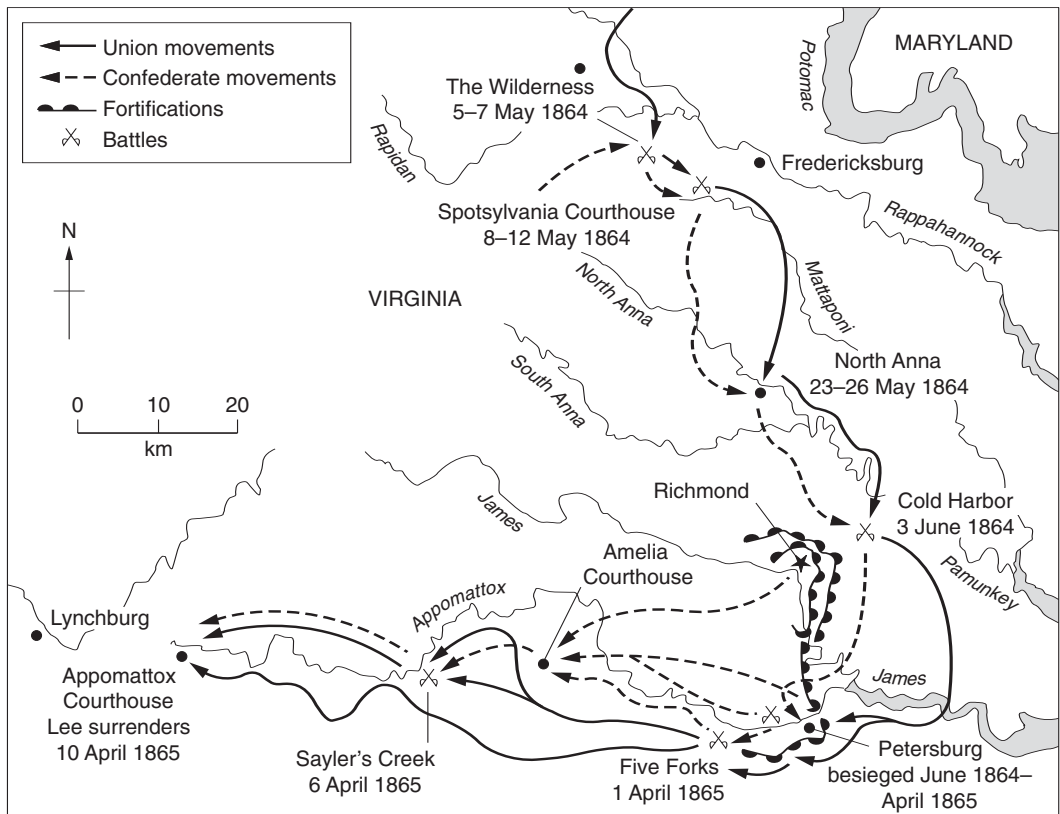 Union movements
Confederate movements
Fortifications
Battles
MARYLAND
Potomac
The Wilderness
5–7 May 1864
Rapidan
Fredericksburg
Rappahannock
Spotsylvania Courthouse
8–12 May 1864
N
VIRGINIA
North Anna
Mattaponi
South Anna
North Anna
23–26 May 1864
0 10 20
km
Richmond
Cold Harbor
3 June 1864
James
Amelia
Courthouse
Pamunkey
Appomattox
Lynchburg
James
Appomattox
Courthouse
Lee surrenders
10 April 1865
Sayler's Creek
6 April 1865
Five Forks
1 April 1865
Petersburg
besieged June 1864–
April 1865